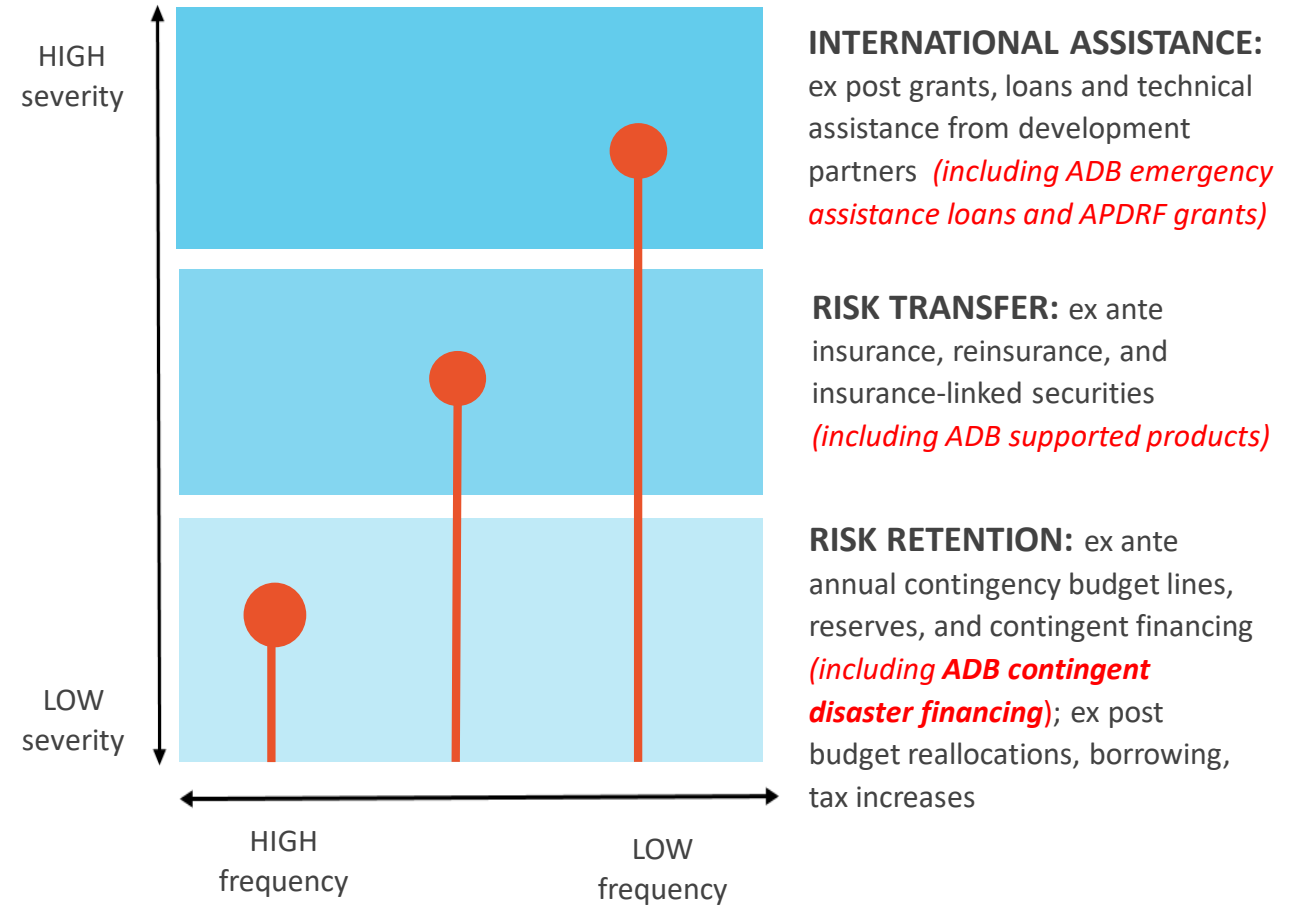 HIGH
severity
INTERNATIONAL ASSISTANCE:
ex post grants, loans and technical
assistance from development
partners (including ADB emergency
assistance loans and APDRF grants)
RISK TRANSFER: ex ante
insurance, reinsurance, and
insurance-linked securities
(including ADB supported products)
RISK RETENTION: ex ante
annual contingency budget lines,
reserves, and contingent financing
(including ADB contingent
disaster financing); ex post
budget reallocations, borrowing,
tax increases
LOW
severity
HIGH
frequency
LOW
frequency